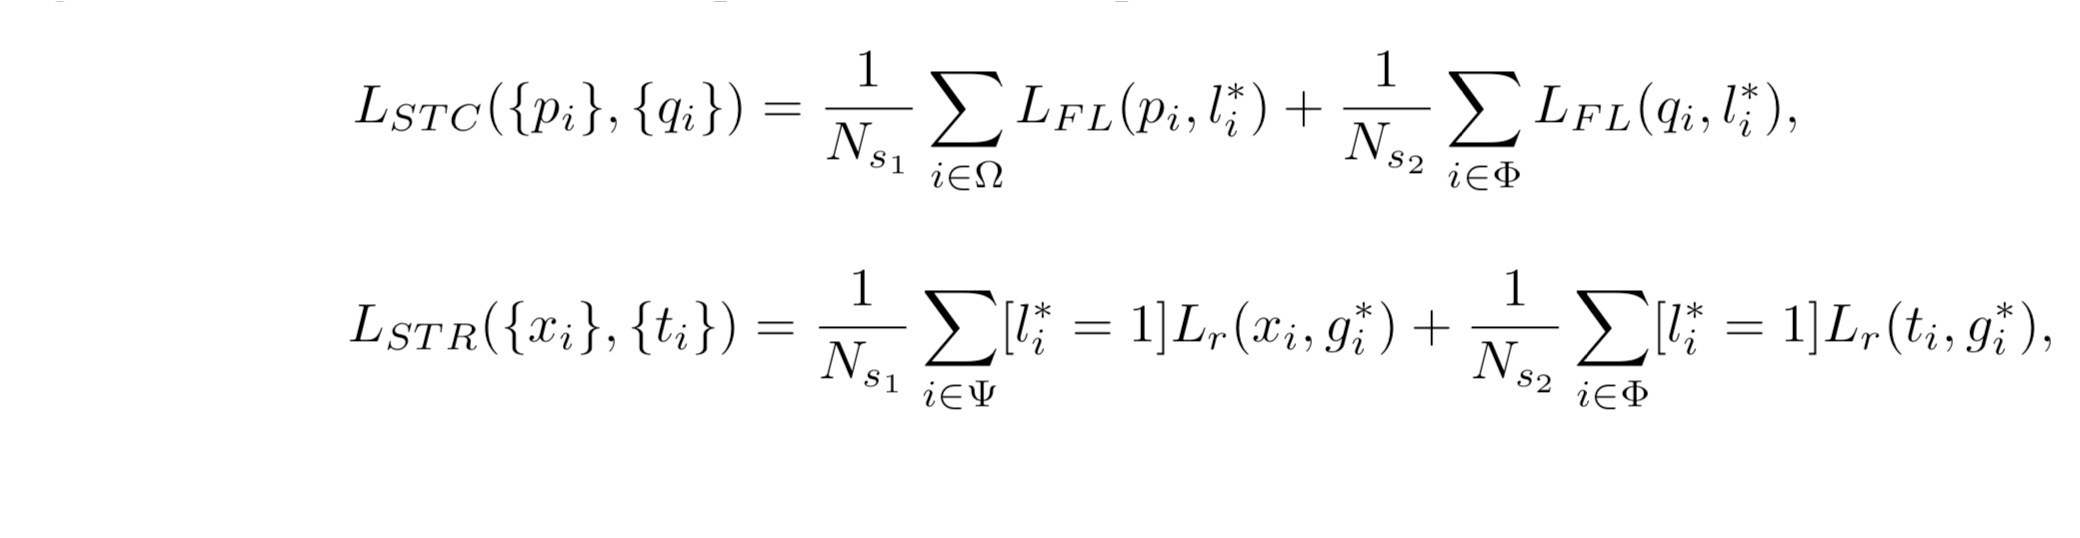 L_{STC}(\{p_i\}, \{q_i\}) = \frac{1}{N_{s_1}} \sum_{i \in \Omega} L_{FL}(p_i, l_i^*) + \frac{1}{N_{s_2}} \sum_{i \in \Phi} L_{FL}(q_i, l_i^*),
L_{STR}(\{x_i\}, \{t_i\}) = \frac{1}{N_{s_1}} \sum_{i \in \Psi} [l_i^* = 1] L_r(x_i, g_i^*) + \frac{1}{N_{s_2}} \sum_{i \in \Phi} [l_i^* = 1] L_r(t_i, g_i^*),